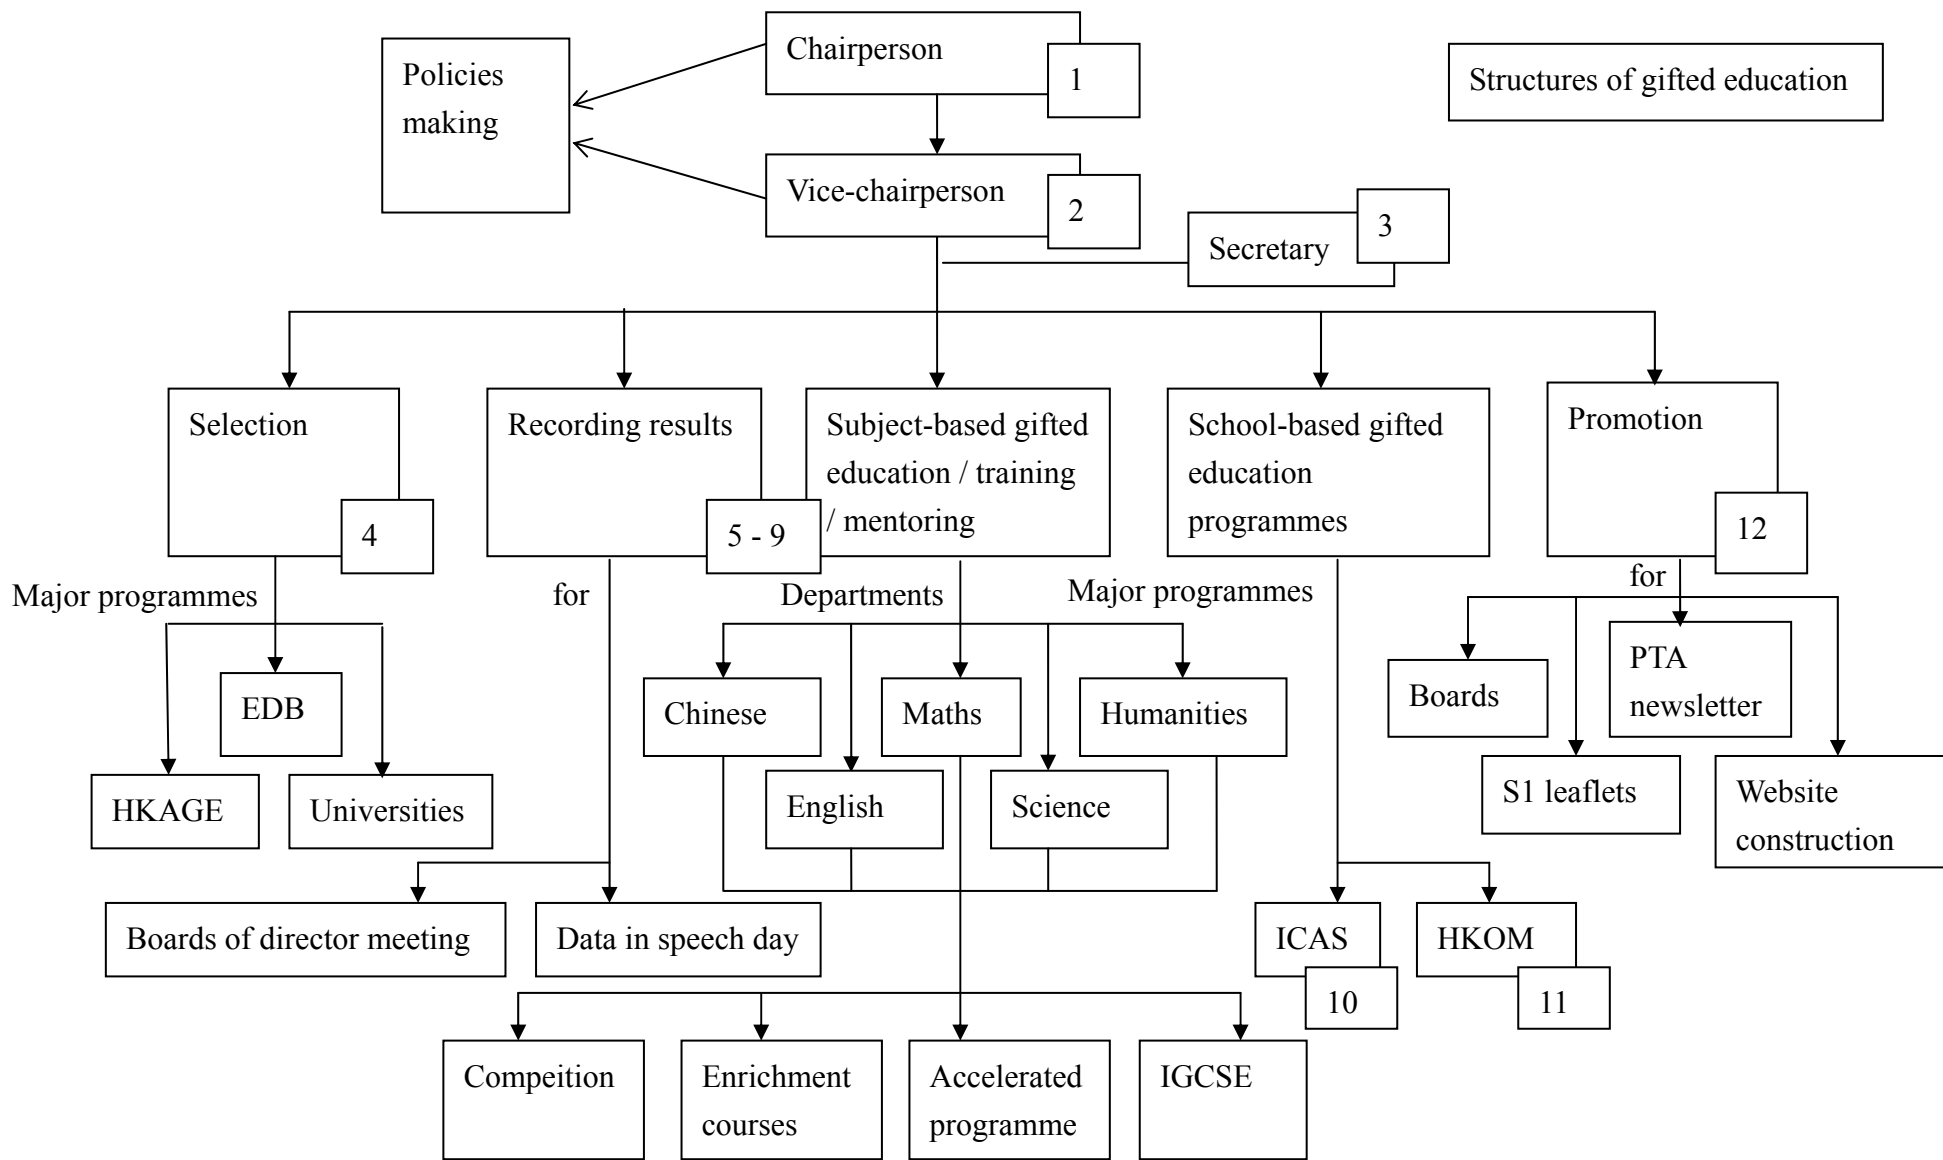 Chairperson
1
Policies
making
Structures of gifted education
Vice-chairperson
2
Secretary
3
Selection
4
Recording results
5 - 9
Subject-based gifted
education / training
/ mentoring
School-based gifted
education
programmes
Promotion
12
Major programmes
for
Departments
Major programmes
for
HKAGE
EDB
Universities
Chinese
English
Maths
Science
Humanities
Boards
S1 leaflets
PTA
newsletter
Website
construction
Boards of director meeting
Data in speech day
ICAS
10
HKOM
11
Compeition
Enrichment
courses
Accelerated
programme
IGCSE